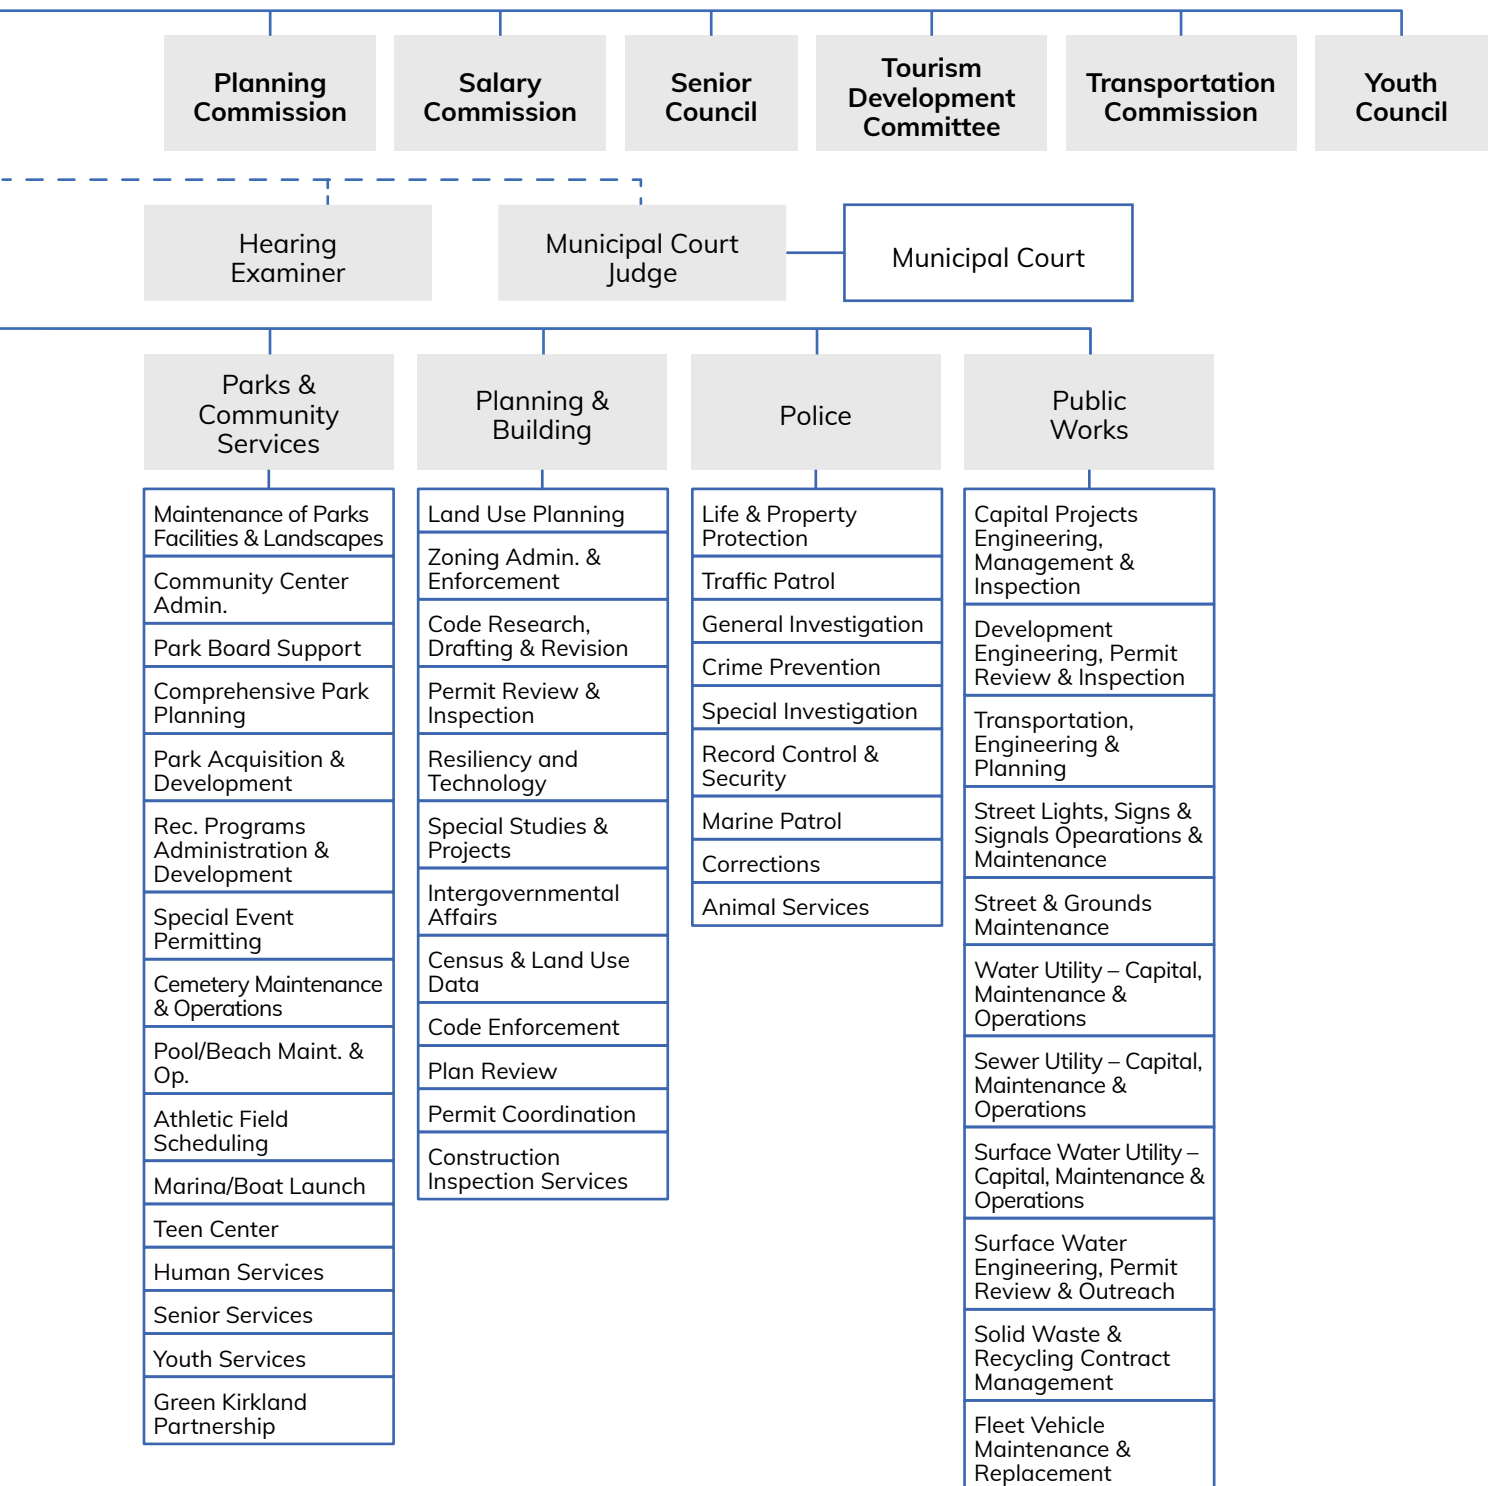 Planning
Commission
Salary
Commission
Senior
Council
Tourism
Development
Committee
Transportation
Commission
Youth
Council
Hearing
Examiner
Municipal Court
Judge
Municipal Court
Parks &
Community
Services
Maintenance of Parks
Facilities & Landscapes
Community Center
Admin.
Park Board Support
Comprehensive Park
Planning
Park Acquisition &
Development
Rec. Programs
Administration &
Development
Special Event
Permitting
Cemetery Maintenance
& Operations
Pool/Beach Maint. &
Op.
Athletic Field
Scheduling
Marina/Boat Launch
Teen Center
Human Services
Senior Services
Youth Services
Green Kirkland
Partnership
Planning &
Building
Land Use Planning
Zoning Admin. &
Enforcement
Code Research,
Drafting & Revision
Permit Review &
Inspection
Resiliency and
Technology
Special Studies &
Projects
Intergovernmental
Affairs
Census & Land Use
Data
Code Enforcement
Plan Review
Permit Coordination
Construction
Inspection Services
Police
Life & Property
Protection
Traffic Patrol
General Investigation
Crime Prevention
Special Investigation
Record Control &
Security
Marine Patrol
Corrections
Animal Services
Public
Works
Capital Projects
Engineering,
Management &
Inspection
Development
Engineering, Permit
Review & Inspection
Transportation,
Engineering &
Planning
Street Lights, Signs &
Signals Opearations &
Maintenance
Street & Grounds
Maintenance
Water Utility – Capital,
Maintenance &
Operations
Sewer Utility – Capital,
Maintenance &
Operations
Surface Water Utility –
Capital, Maintenance &
Operations
Surface Water
Engineering, Permit
Review & Outreach
Solid Waste &
Recycling Contract
Management
Fleet Vehicle
Maintenance &
Replacement